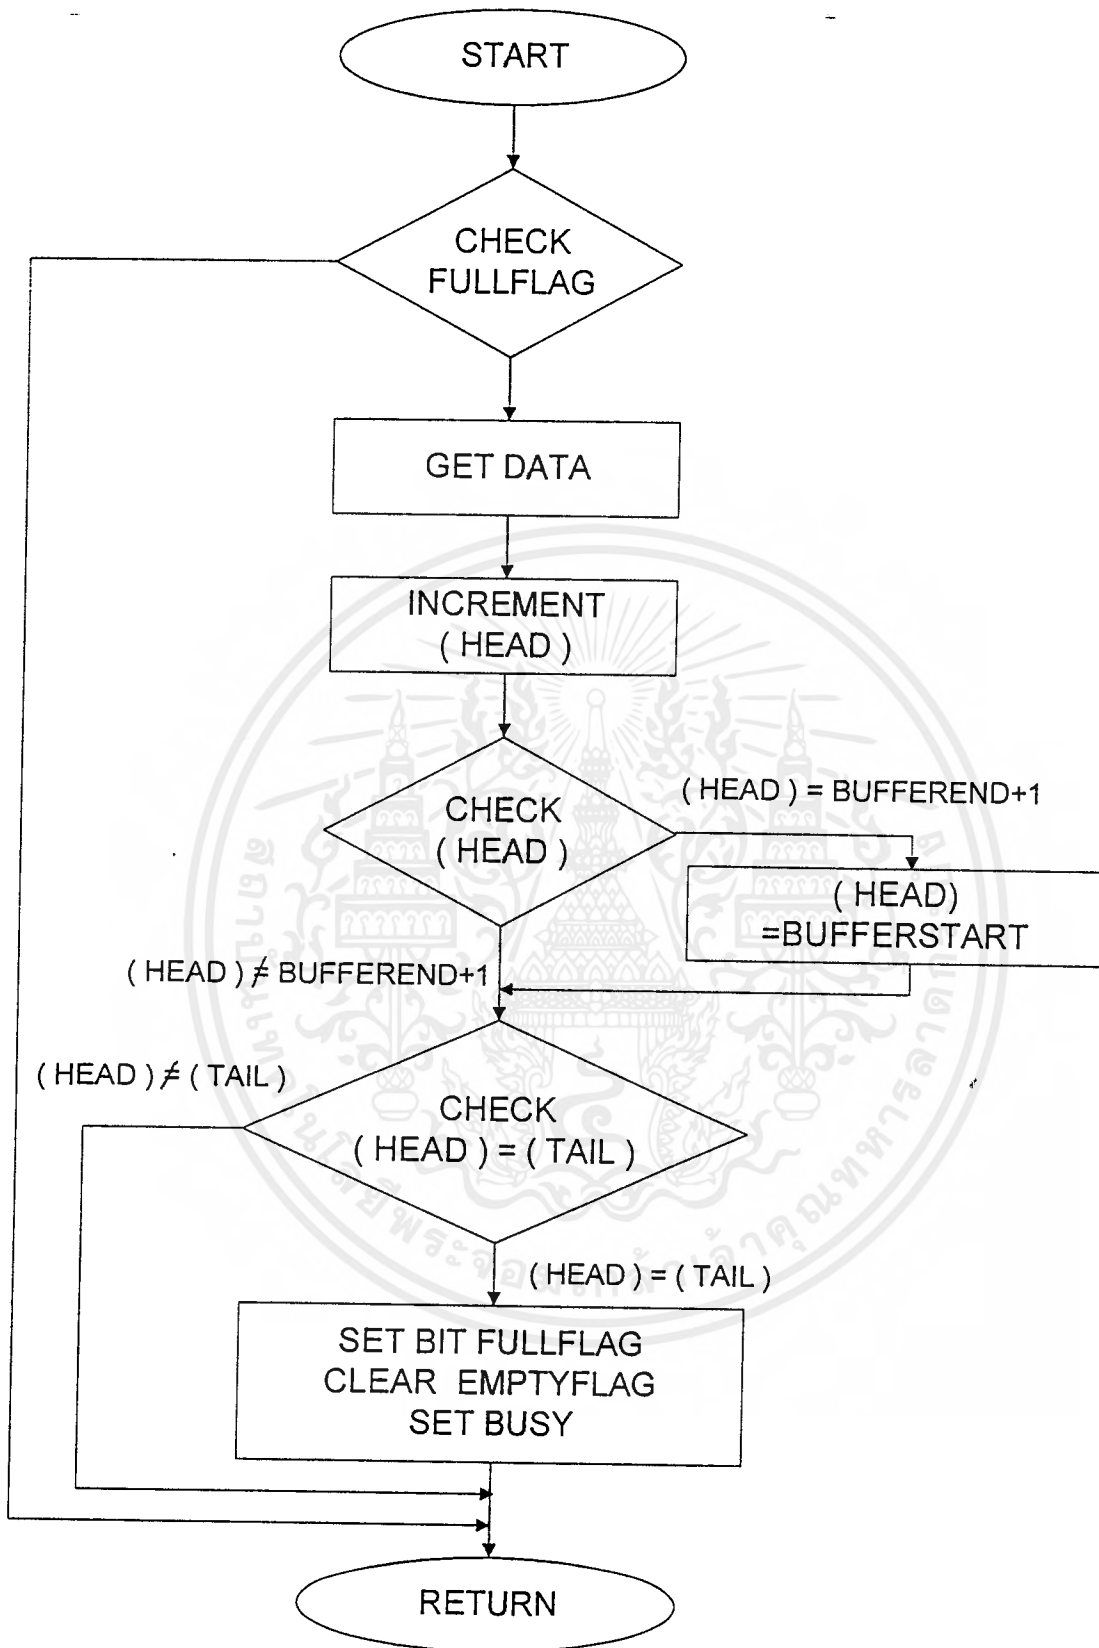 START
CHECK
FULLFLAG
GET DATA
INCREMENT
( HEAD )
CHECK
( HEAD )
( HEAD ) = BUFFEREND+1
( HEAD)
=BUFFERSTART
( HEAD ) ≠ BUFFEREND+1
( HEAD ) ≠ ( TAIL )
CHECK
( HEAD ) = ( TAIL )
( HEAD ) = ( TAIL )
SET BIT FULLFLAG
CLEAR EMPTYFLAG
SET BUSY
RETURN